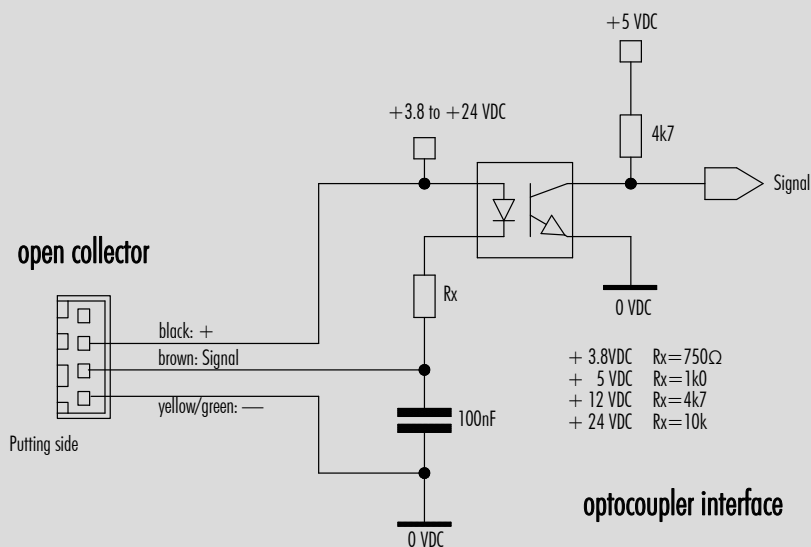 +5 VDC
+3.8 to +24 VDC
4k7
Signal
open collector
Rx
0 VDC
black: +
brown: Signal
yellow/green: —
+ 3.8VDC Rx=750Ω
+ 5 VDC Rx=1k0
+ 12 VDC Rx=4k7
+ 24 VDC Rx=10k
100nF
Putting side
optocoupler interface
0 VDC